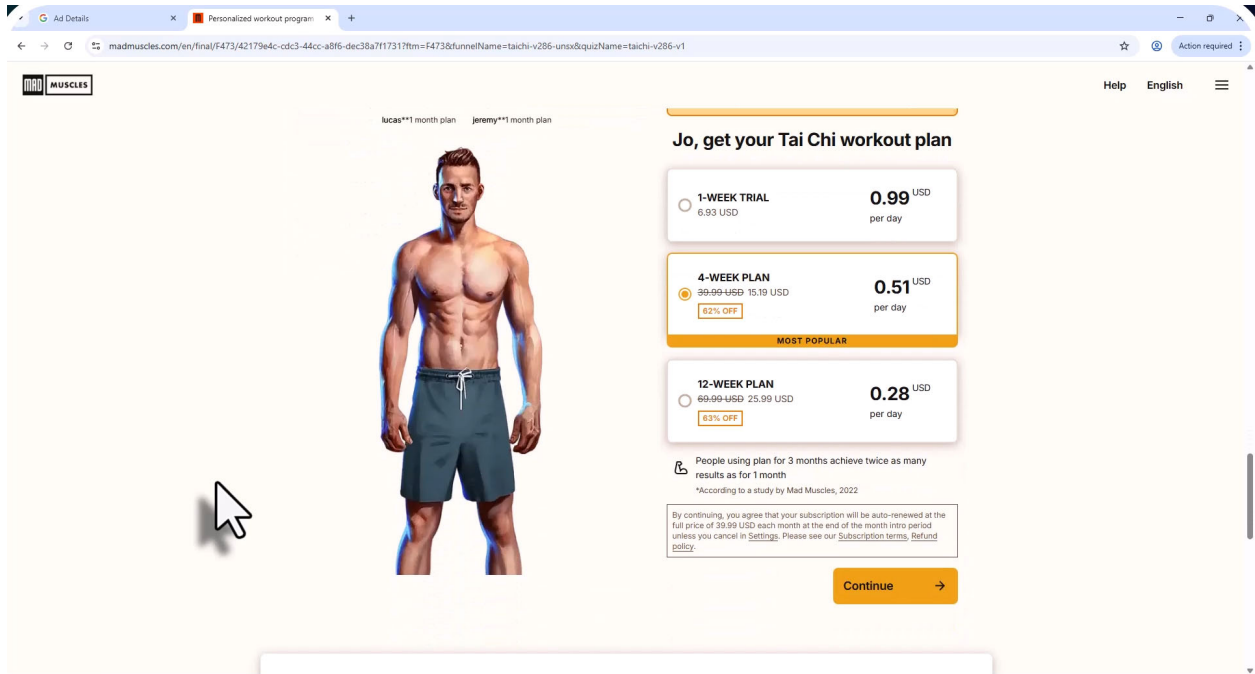 Ad Details
Personalized workout program
madmuscles.com/en/final/F473/42179e4c-cdc3-44cc-a8f6-dec38a7f1731?ftm=F473&funnelName=taichi-v286-unsx&quizName=taichi-v286-v1
Action required
MAD MUSCLES
Help English
lucas**1 month plan jeremy**1 month plan
Jo, get your Tai Chi workout plan
1-WEEK TRIAL
6.93 USD
0.99 USD
per day
4-WEEK PLAN
39.99 USD 15.19 USD
62% OFF
0.51 USD
per day
MOST POPULAR
12-WEEK PLAN
69.99 USD 25.99 USD
63% OFF
0.28 USD
per day
People using plan for 3 months achieve twice as many
results as for 1 month
*According to a study by Mad Muscles, 2022
By continuing, you agree that your subscription will be auto-renewed at the
full price of 39.99 USD each month at the end of the month intro period
unless you cancel in Settings. Please see our Subscription terms, Refund
policy.
Continue